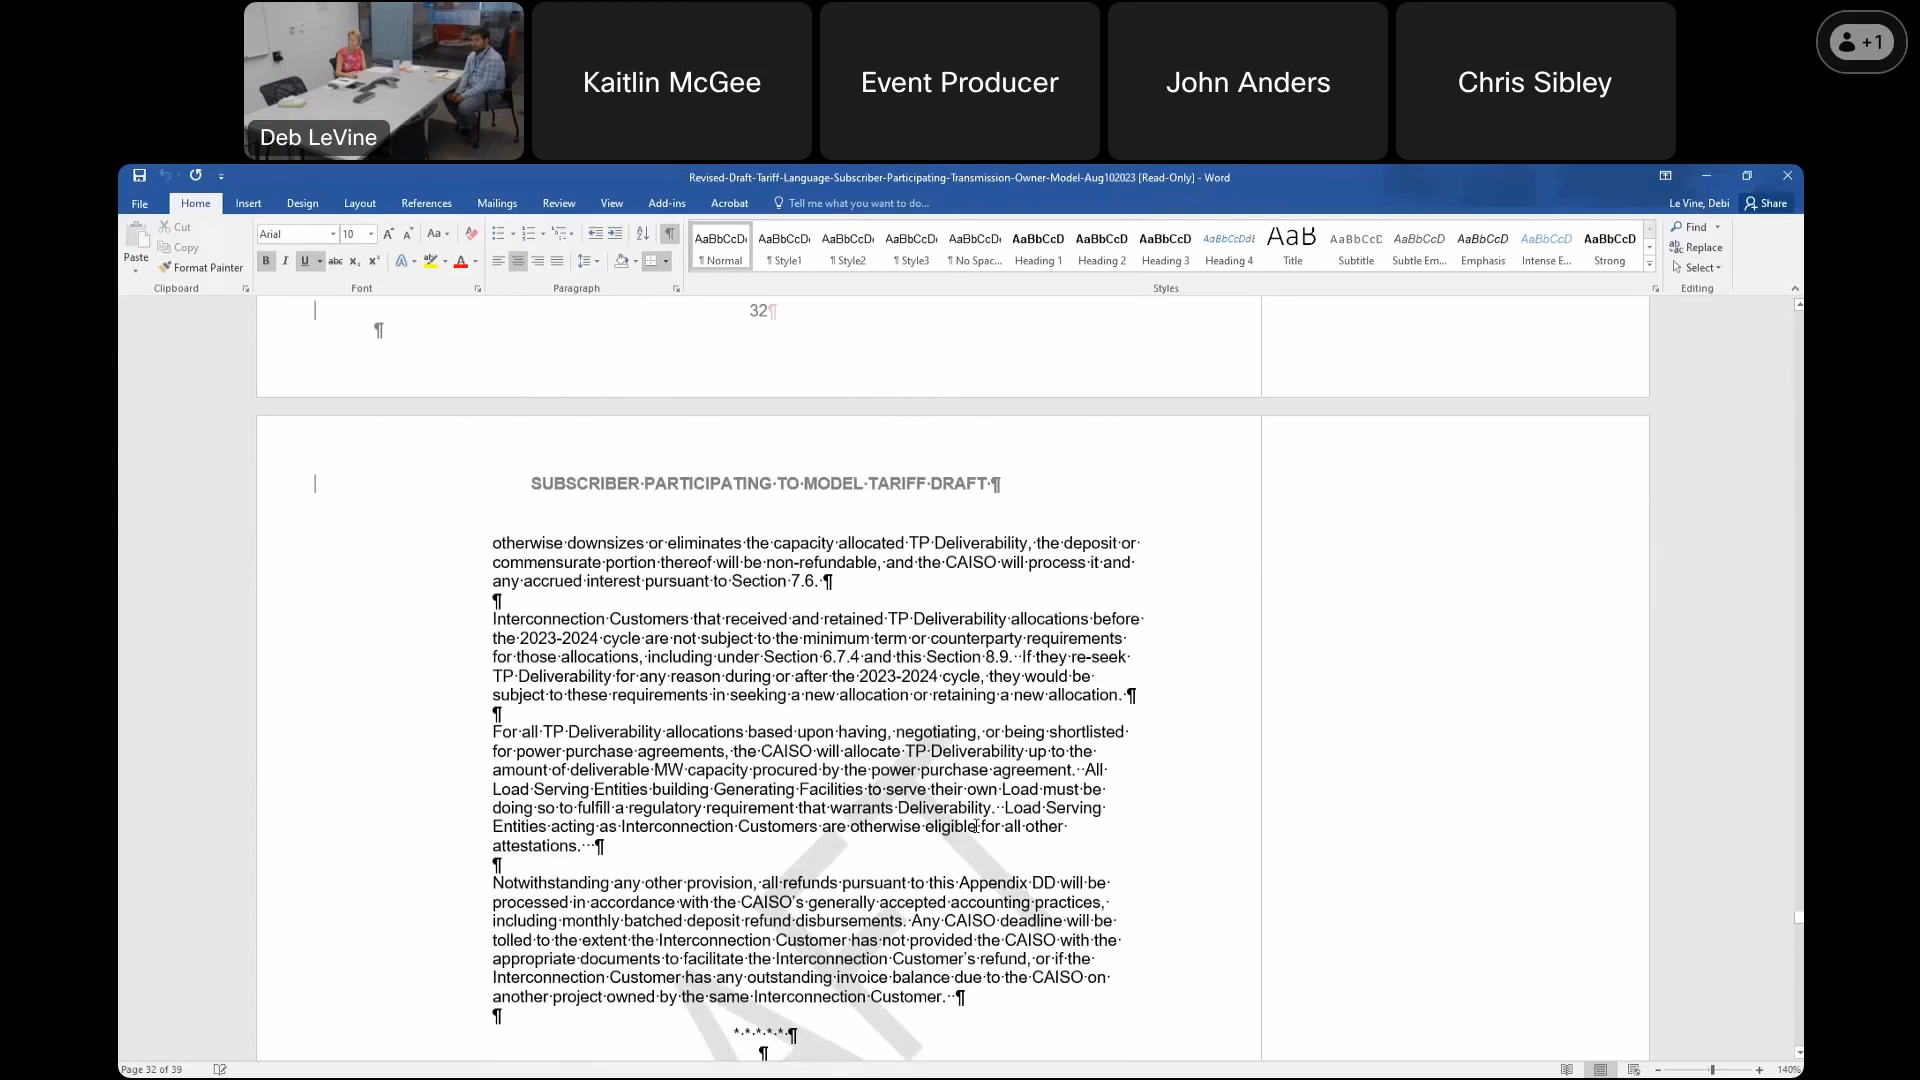 Deb LeVine
Kaitlin McGee
Event Producer
John Anders
Chris Sibley
+1
Revised-Draft-Tariff-Language-Subscriber-Participating-Transmission-Owner-Model-Aug102023 [Read-Only] - Word
File Home Insert Design Layout References Mailings Review View Add-ins Acrobat Tell me what you want to do... Le Vine, Debi Share
Paste
Cut
Copy
Format Painter
Clipboard
Arial 10
Font
Paragraph
AaBbCcDc AaBbCcDc AaBbCcDc AaBbCcDc AaBbCcDc AaBbCcD AaBbCcD AaBbCcD AaBbCcDdE AaB AaBbCcC AaBbCcD AaBbCcD AaBbCcD AaBbCcD
¶ Normal ¶ Style1 ¶ Style2 ¶ Style3 ¶ No Spac... Heading 1 Heading 2 Heading 3 Heading 4 Title Subtitle Subtle Em... Emphasis Intense E... Strong
Styles
Find
Replace
Select
Editing
32¶
¶
SUBSCRIBER·PARTICIPATING·TO·MODEL·TARIFF·DRAFT·¶
otherwise·downsizes·or·eliminates·the·capacity·allocated·TP·Deliverability,·the·deposit·or·
commensurate·portion·thereof·will·be·non-refundable,·and·the·CAISO·will·process·it·and·
any·accrued·interest·pursuant·to·Section·7.6.·¶
¶
Interconnection·Customers·that·received·and·retained·TP·Deliverability·allocations·before·
the·2023-2024·cycle·are·not·subject·to·the·minimum·term·or·counterparty·requirements·
for·those·allocations,·including·under·Section·6.7.4·and·this·Section·8.9.··If·they·re-seek·
TP·Deliverability·for·any·reason·during·or·after·the·2023-2024·cycle,·they·would·be·
subject·to·these·requirements·in·seeking·a·new·allocation·or·retaining·a·new·allocation.·¶
¶
For·all·TP·Deliverability·allocations·based·upon·having,·negotiating,·or·being·shortlisted·
for·power·purchase·agreements,·the·CAISO·will·allocate·TP·Deliverability·up·to·the·
amount·of·deliverable·MW·capacity·procured·by·the·power·purchase·agreement.··All·
Load·Serving·Entities·building·Generating·Facilities·to·serve·their·own·Load·must·be·
doing·so·to·fulfill·a·regulatory·requirement·that·warrants·Deliverability.··Load·Serving·
Entities·acting·as·Interconnection·Customers·are·otherwise·eligible·for·all·other·
attestations.···¶
¶
Notwithstanding·any·other·provision,·all·refunds·pursuant·to·this·Appendix·DD·will·be·
processed·in·accordance·with·the·CAISO's·generally·accepted·accounting·practices,·
including·monthly·batched·deposit·refund·disbursements.·Any·CAISO·deadline·will·be·
tolled·to·the·extent·the·Interconnection·Customer·has·not·provided·the·CAISO·with·the·
appropriate·documents·to·facilitate·the·Interconnection·Customer's·refund,·or·if·the·
Interconnection·Customer·has·any·outstanding·invoice·balance·due·to·the·CAISO·on·
another·project·owned·by·the·same·Interconnection·Customer.··¶
¶
*·*·*·*·*·¶
¶
Page 32 of 39
140%